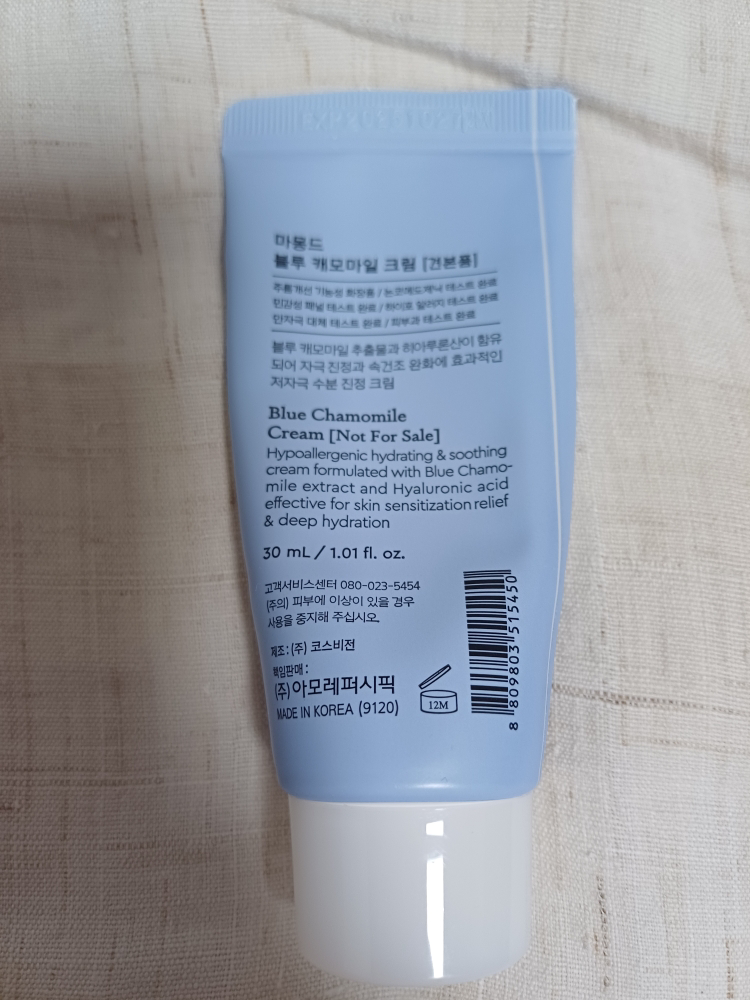 마몽드
블루 캐모마일 크림 [견본품]
주름개선 기능성 화장품 / 논코메도제닉 테스트 완료
민감성 패널 테스트 완료 / 하이포 알러지 테스트 완료
안자극 대체 테스트 완료 / 피부과 테스트 완료
블루 캐모마일 추출물과 히아루론산이 함유
되어 자극 진정과 속건조 완화에 효과적인
저자극 수분 진정 크림
Blue Chamomile
Cream [Not For Sale]
Hypoallergenic hydrating & soothing
cream formulated with Blue Chamo-
mile extract and Hyaluronic acid
effective for skin sensitization relief
& deep hydration
30 mL / 1.01 fl. oz.
고객서비스센터 080-023-5454
(주의) 피부에 이상이 있을 경우
사용을 중지해 주십시오.
제조 : (주) 코스비전
책임판매 :
(주)아모레퍼시픽
MADE IN KOREA (9120)
12M
8 809803 515450